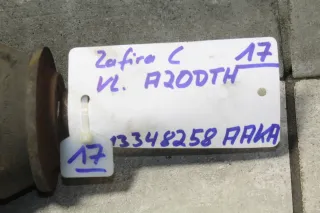 Zafira C 17
VL. A20DTH
13348258 AAKA
17